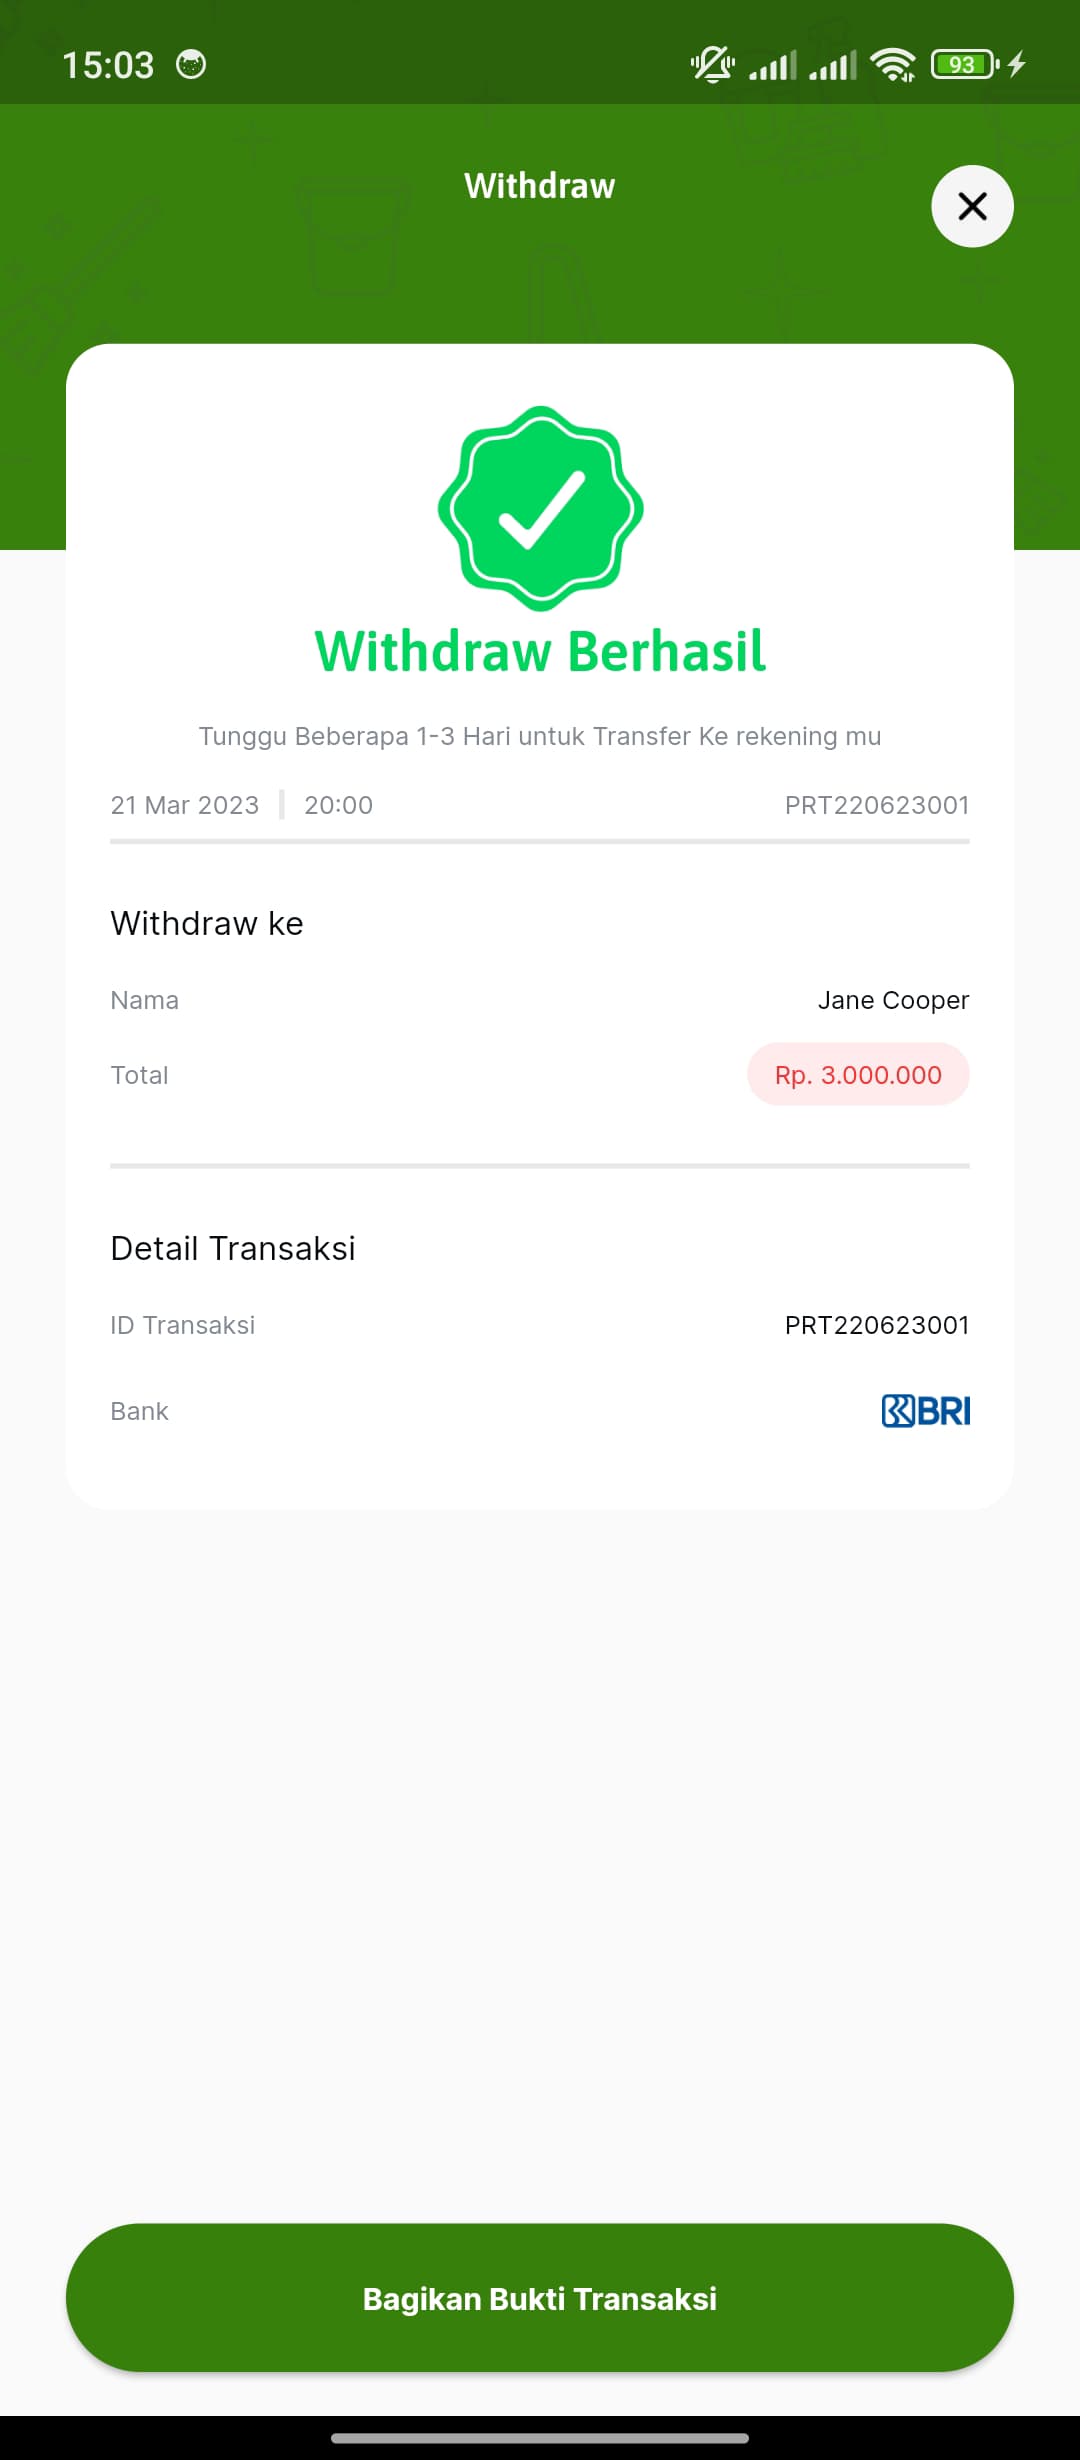 15:03
93
Withdraw
Withdraw Berhasil
Tunggu Beberapa 1-3 Hari untuk Transfer Ke rekening mu
21 Mar 2023 20:00 PRT220623001
Withdraw ke
Nama Jane Cooper
Total Rp. 3.000.000
Detail Transaksi
ID Transaksi PRT220623001
Bank BRI
Bagikan Bukti Transaksi